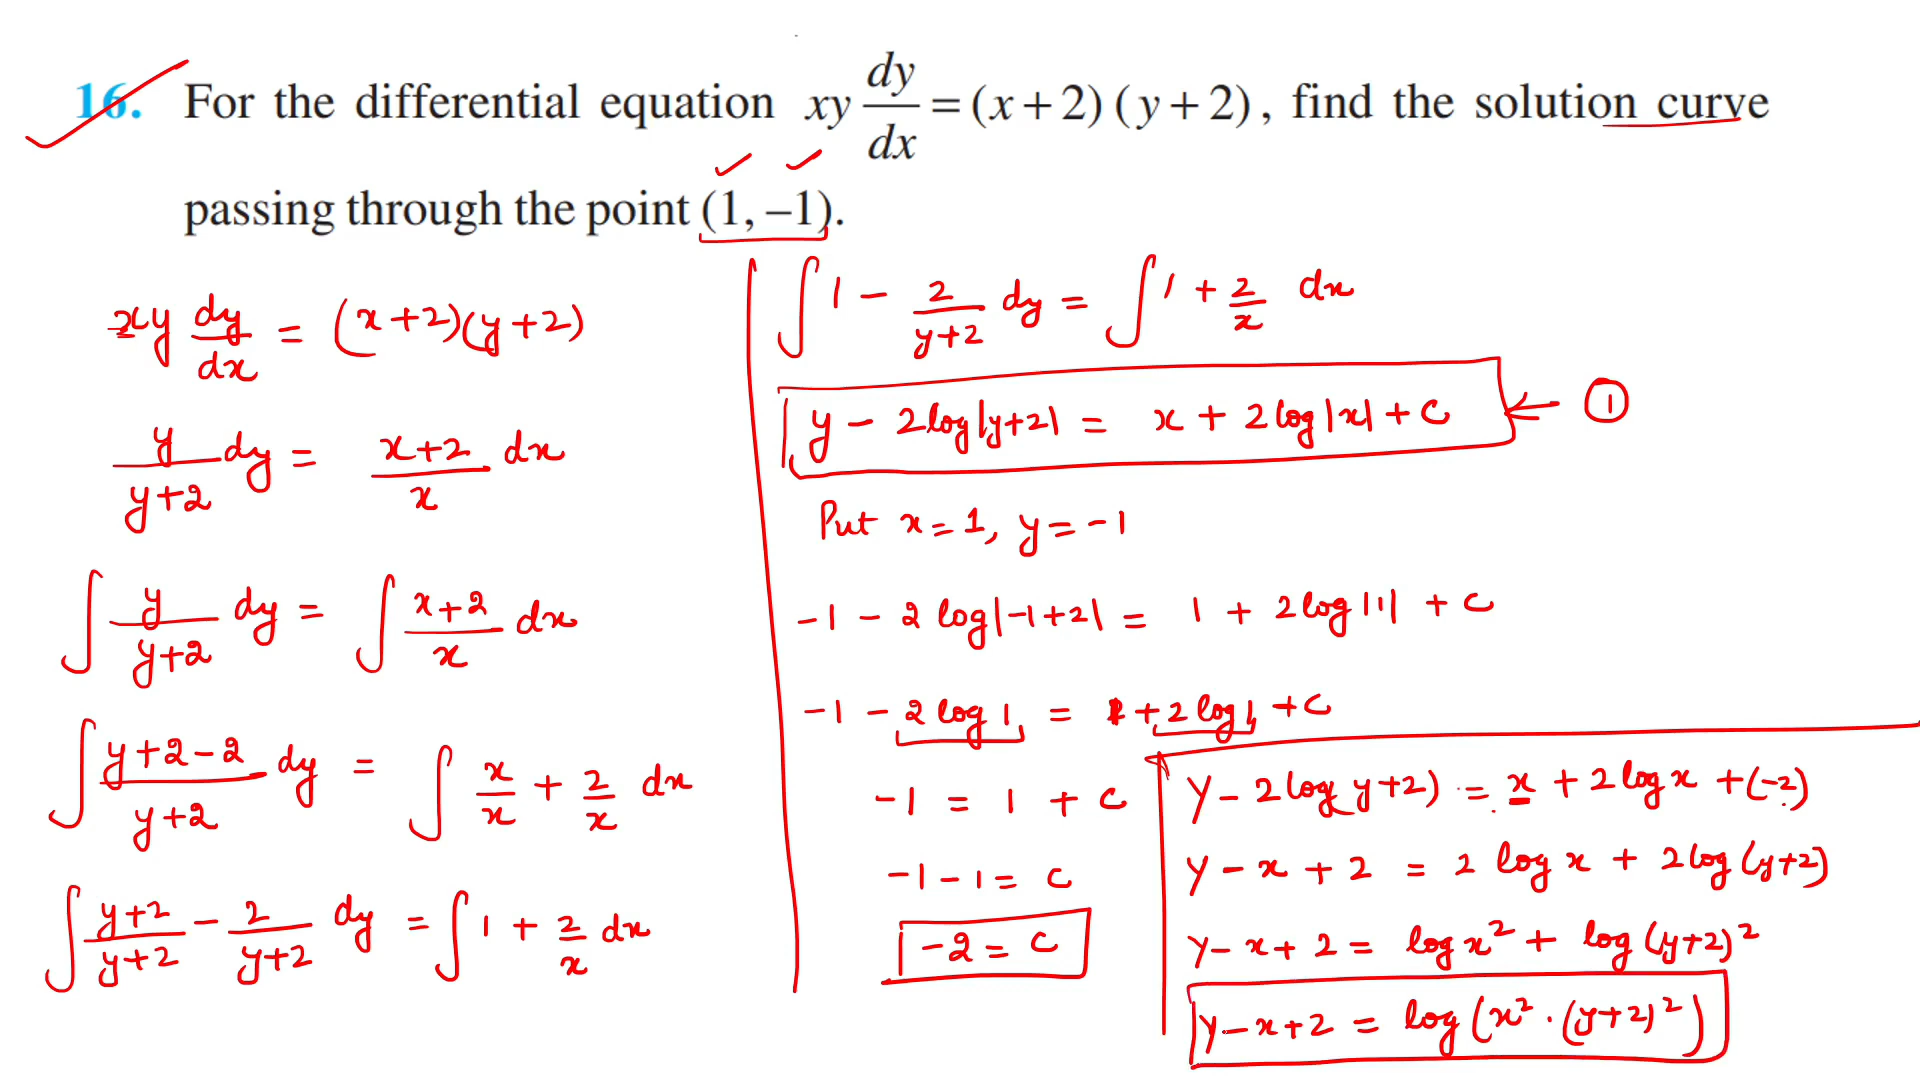 16. For the differential equation xy dy/dx = (x+2)(y+2), find the solution curve
passing through the point (1, –1).
xy dy/dx = (x+2)(y+2)
y/(y+2) dy = (x+2)/x dx
∫ y/(y+2) dy = ∫ (x+2)/x dx
∫ (y+2-2)/(y+2) dy = ∫ x/x + 2/x dx
∫ (y+2)/(y+2) - 2/(y+2) dy = ∫ 1 + 2/x dx
∫ 1 - 2/(y+2) dy = ∫ 1 + 2/x dx
y - 2log|y+2| = x + 2log|x| + C ← ①
Put x=1, y=-1
-1 - 2 log|-1+2| = 1 + 2log|1| + C
-1 - 2 log 1 = 1 + 2 log 1 + C
-1 = 1 + C
-1-1 = C
-2 = C
y - 2log y+2) = x + 2logx + (-2)
y - x + 2 = 2 log x + 2log(y+2)
y - x + 2 = log x² + log (y+2)²
y - x + 2 = log (x² · (y+2)²)